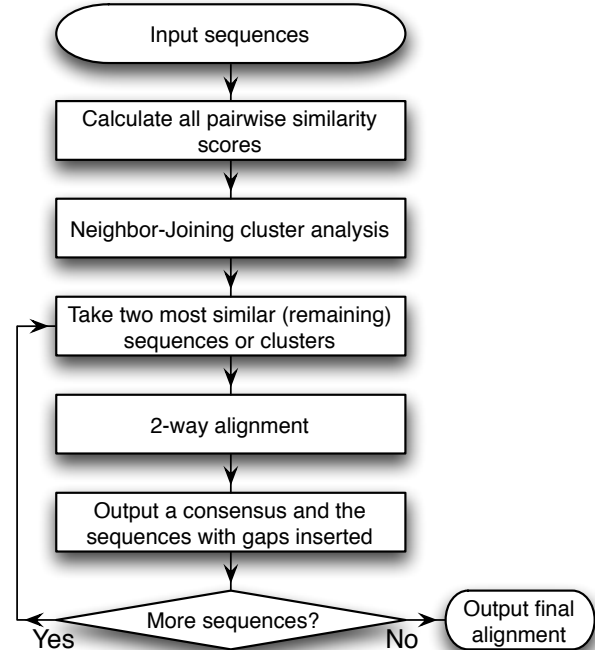 Input sequences
Calculate all pairwise similarity
scores
Neighbor-Joining cluster analysis
Take two most similar (remaining)
sequences or clusters
2-way alignment
Output a consensus and the
sequences with gaps inserted
More sequences?
Yes
No
Output final
alignment